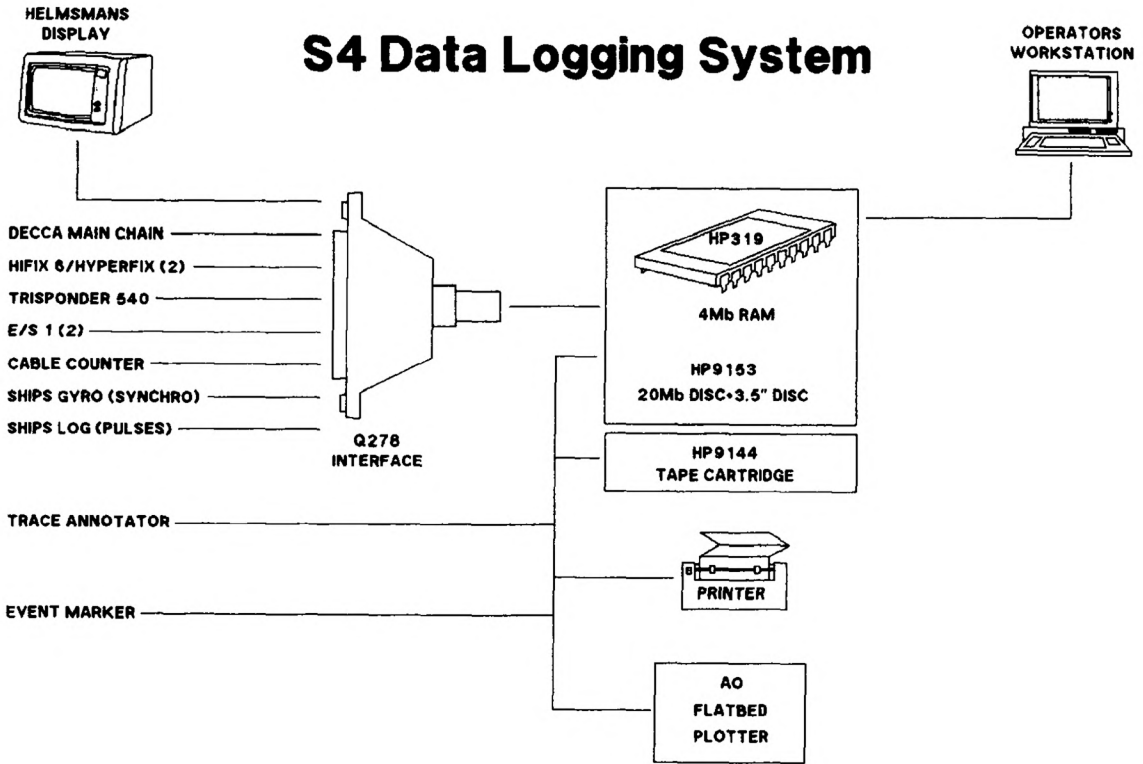 HELMSMANS
DISPLAY
S4 Data Logging System
OPERATORS
WORKSTATION
DECCA MAIN CHAIN
HIFIX 6/HYPERFIX (2)
TRISPONDER 540
E/S 1 (2)
CABLE COUNTER
SHIPS GYRO (SYNCHRO)
SHIPS LOG (PULSES)
Q278
INTERFACE
HP319
4Mb RAM
HP9153
20Mb DISC•3.5" DISC
HP9144
TAPE CARTRIDGE
TRACE ANNOTATOR
PRINTER
EVENT MARKER
AO
FLATBED
PLOTTER